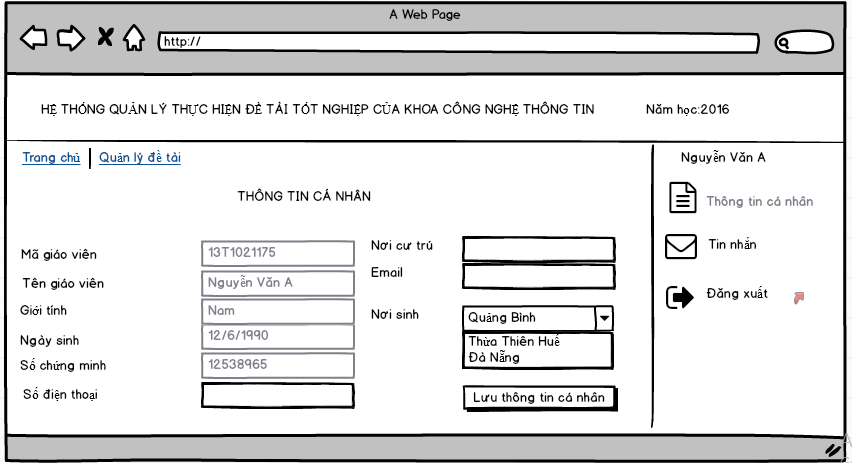 A Web Page
http://
HỆ THỐNG QUẢN LÝ THỰC HIỆN ĐỀ TÀI TỐT NGHIỆP CỦA KHOA CÔNG NGHỆ THÔNG TIN
Năm học:2016
Trang chủ
Quản lý đề tài
THÔNG TIN CÁ NHÂN
Mã giáo viên
13T1021175
Tên giáo viên
Nguyễn Văn A
Giới tính
Nam
Ngày sinh
12/6/1990
Số chứng minh
12538965
Số điện thoại
Nơi cư trú
Email
Nơi sinh
Quảng Bình
Thừa Thiên Huế
Đà Nẵng
Lưu thông tin cá nhân
Nguyễn Văn A
Thông tin cá nhân
Tin nhắn
Đăng xuất